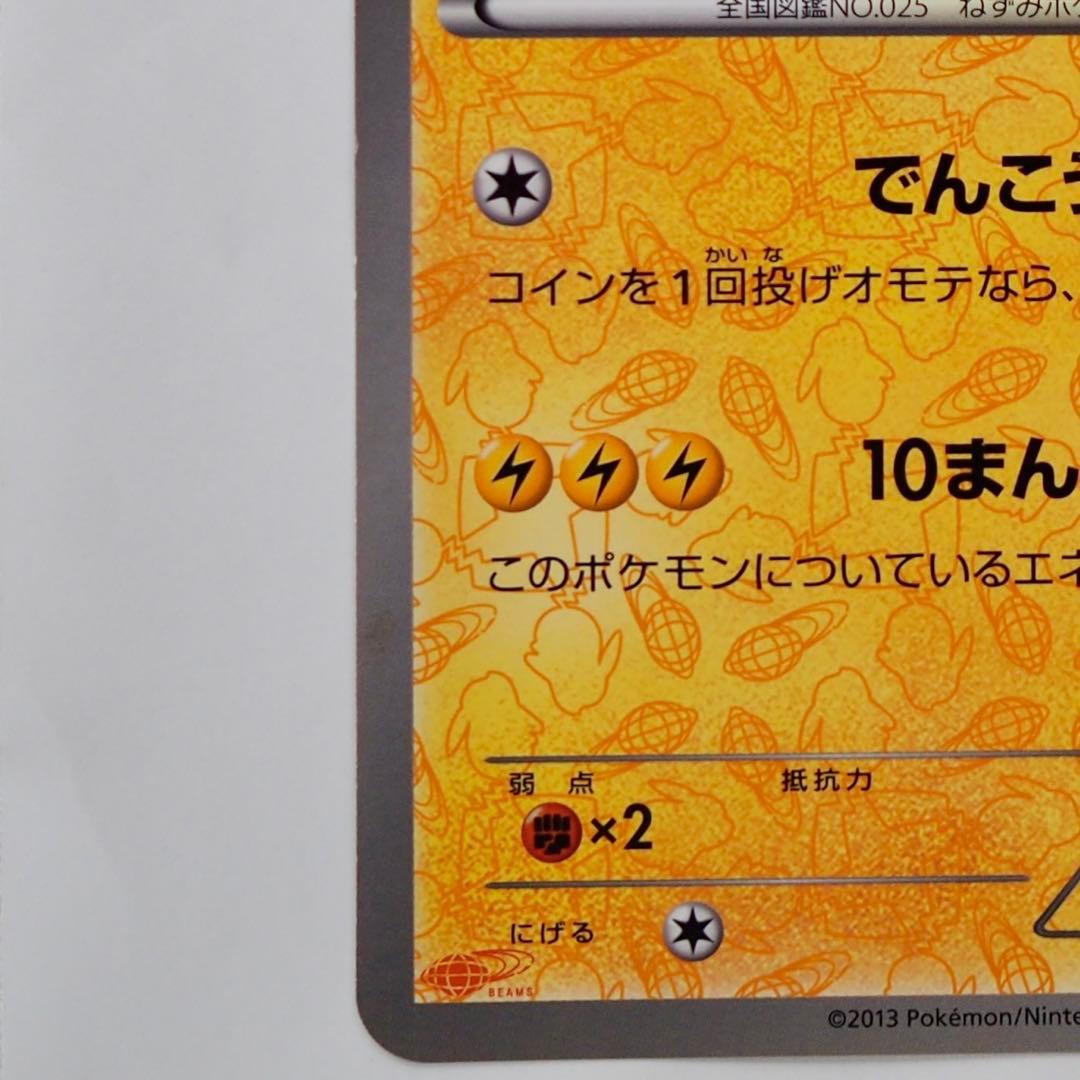 全国図鑑NO.025 ねずみポケ
でんこう
かい な
コインを1回投げオモテなら、
10まん
このポケモンについているエネ
弱点 抵抗力
×2
にげる
BEAMS
©2013 Pokémon/Ninte